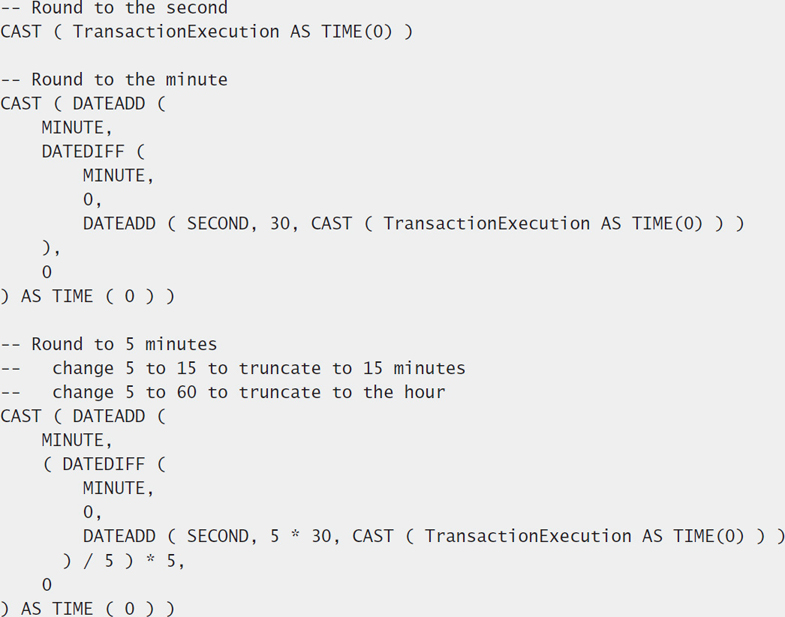 -- Round to the second
CAST ( TransactionExecution AS TIME(0) )
-- Round to the minute
CAST ( DATEADD (
MINUTE,
DATEDIFF (
MINUTE,
0,
DATEADD ( SECOND, 30, CAST ( TransactionExecution AS TIME(0) ) )
),
0
) AS TIME ( 0 ) )
-- Round to 5 minutes
--   change 5 to 15 to truncate to 15 minutes
--   change 5 to 60 to truncate to the hour
CAST ( DATEADD (
MINUTE,
( DATEDIFF (
MINUTE,
0,
DATEADD ( SECOND, 5 * 30, CAST ( TransactionExecution AS TIME(0) ) )
) / 5 ) * 5,
0
) AS TIME ( 0 ) )